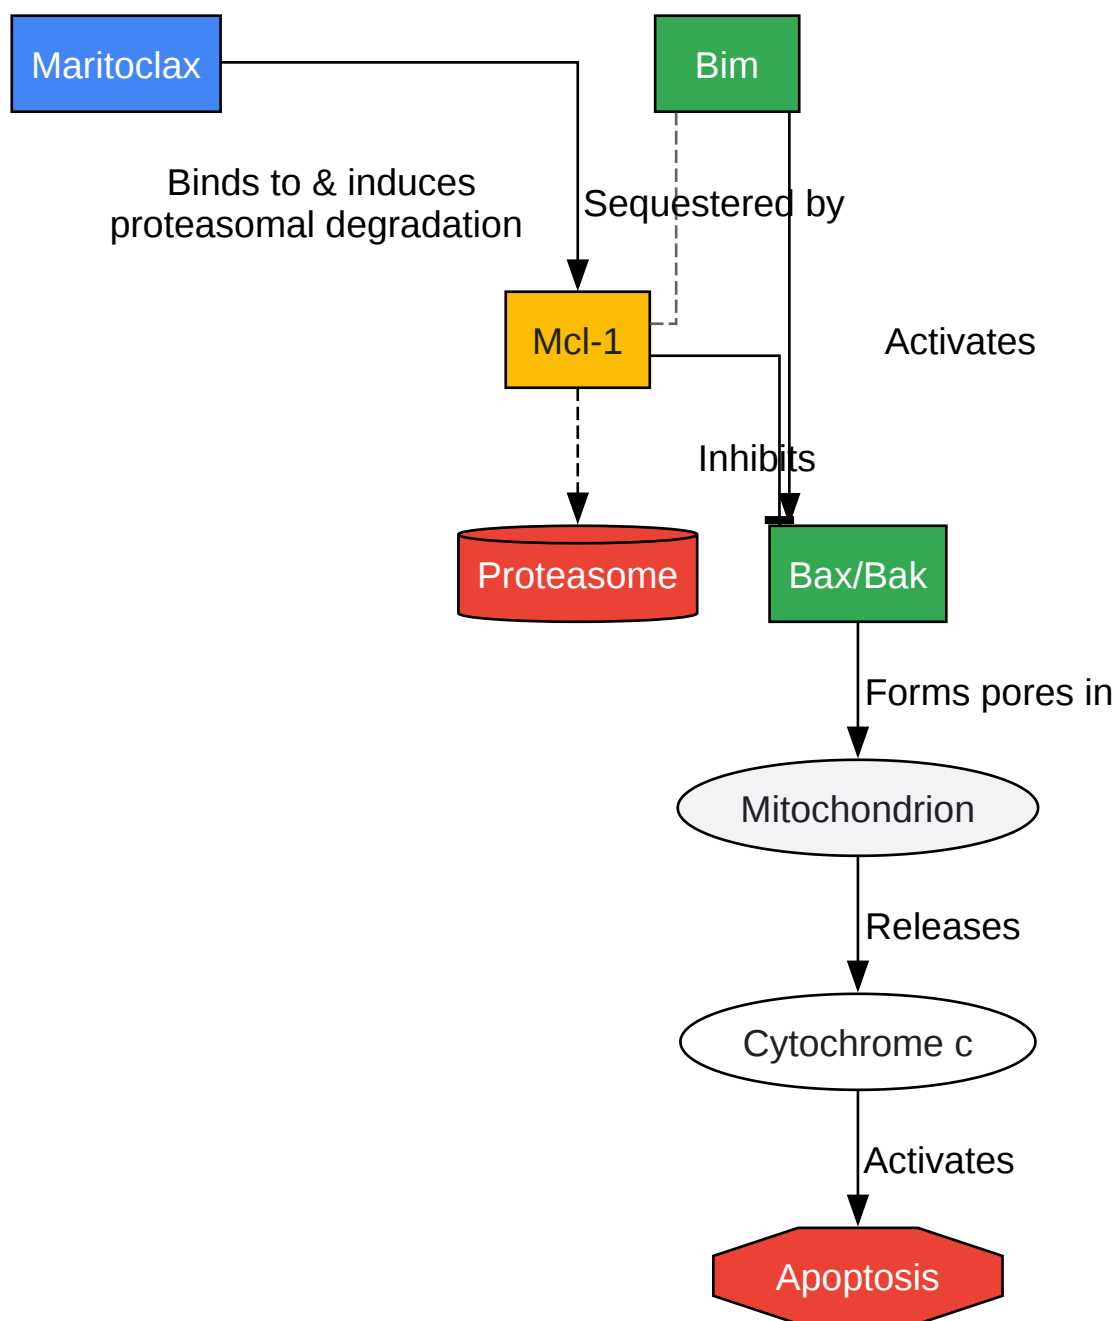 Maritoclax
Bim
Binds to & induces
proteasomal degradation
Sequestered by
Mcl-1
Activates
Inhibits
Proteasome
Bax/Bak
Forms pores in
Mitochondrion
Releases
Cytochrome c
Activates
Apoptosis